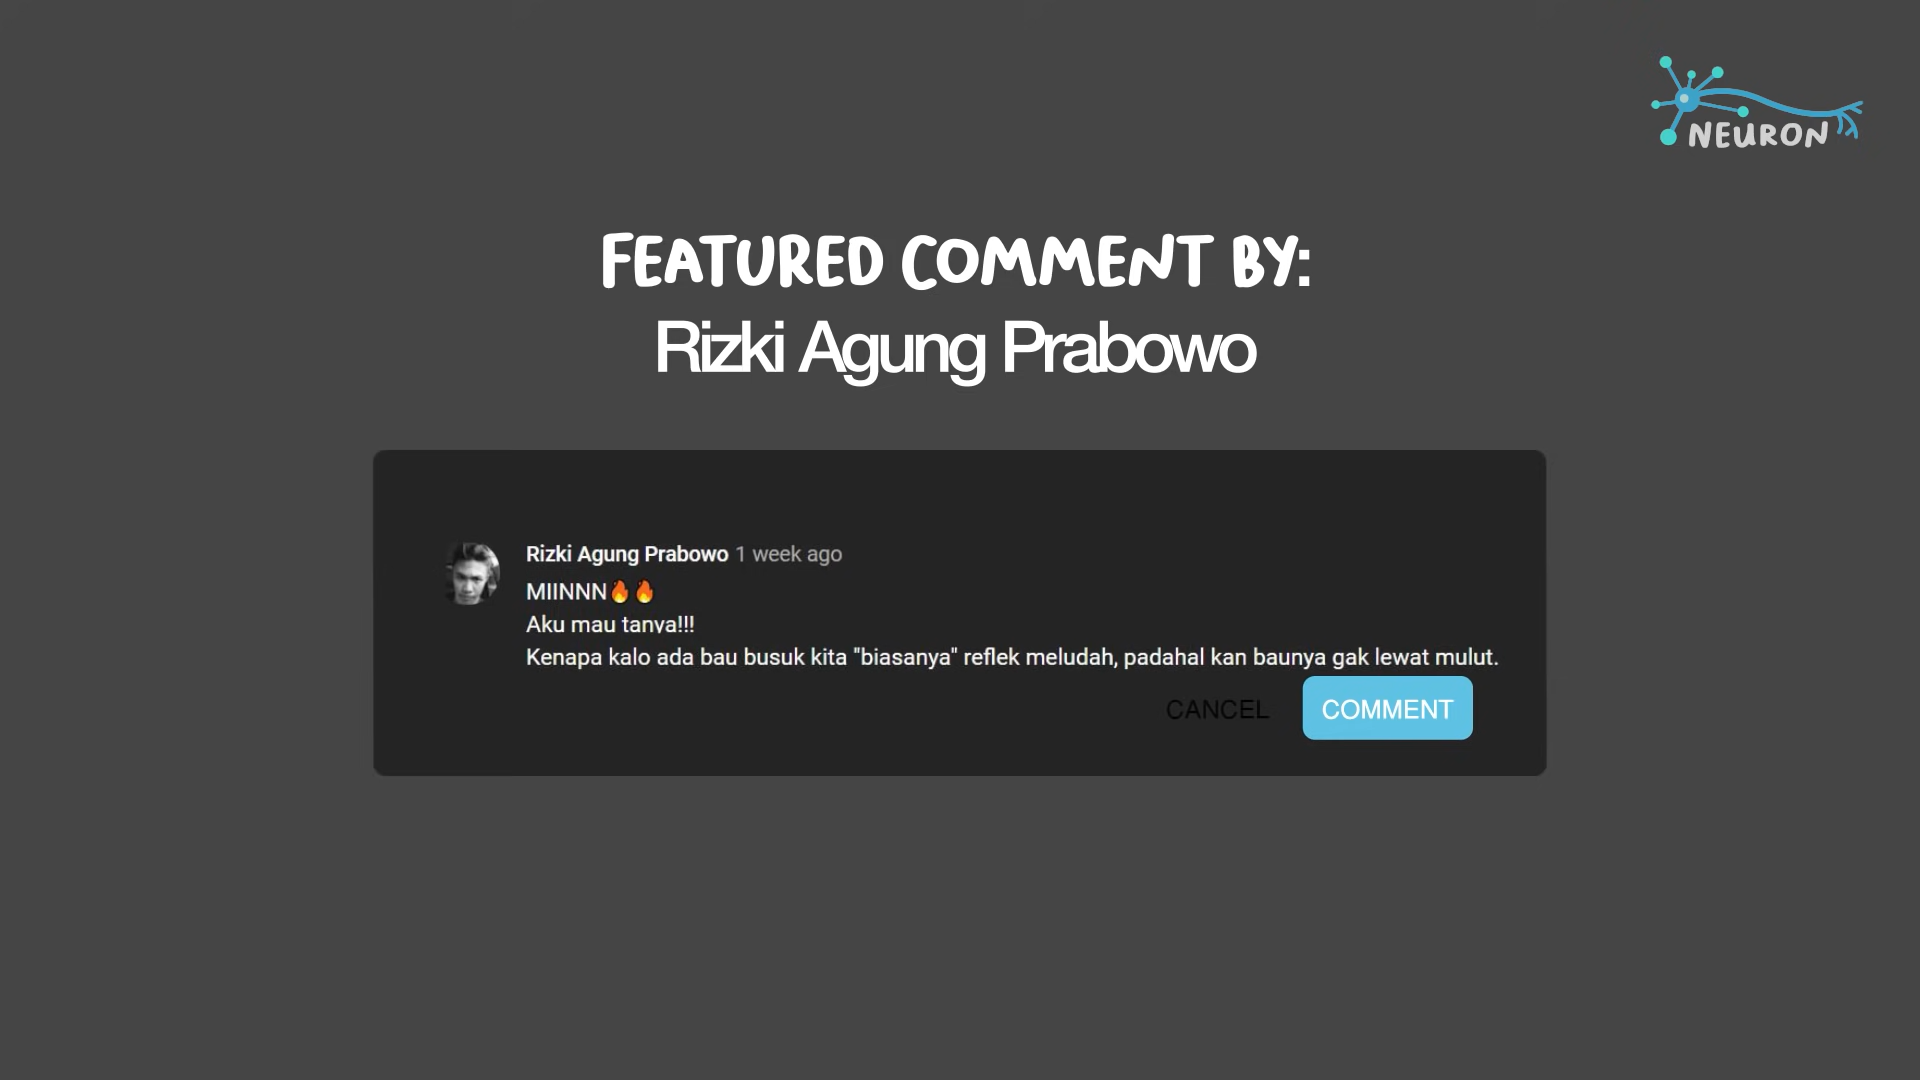 NEURON
FEATURED COMMENT BY:
Rizki Agung Prabowo
Rizki Agung Prabowo 1 week ago
MIINNN🔥🔥
Aku mau tanya!!!
Kenapa kalo ada bau busuk kita "biasanya" reflek meludah, padahal kan baunya gak lewat mulut.
CANCEL COMMENT